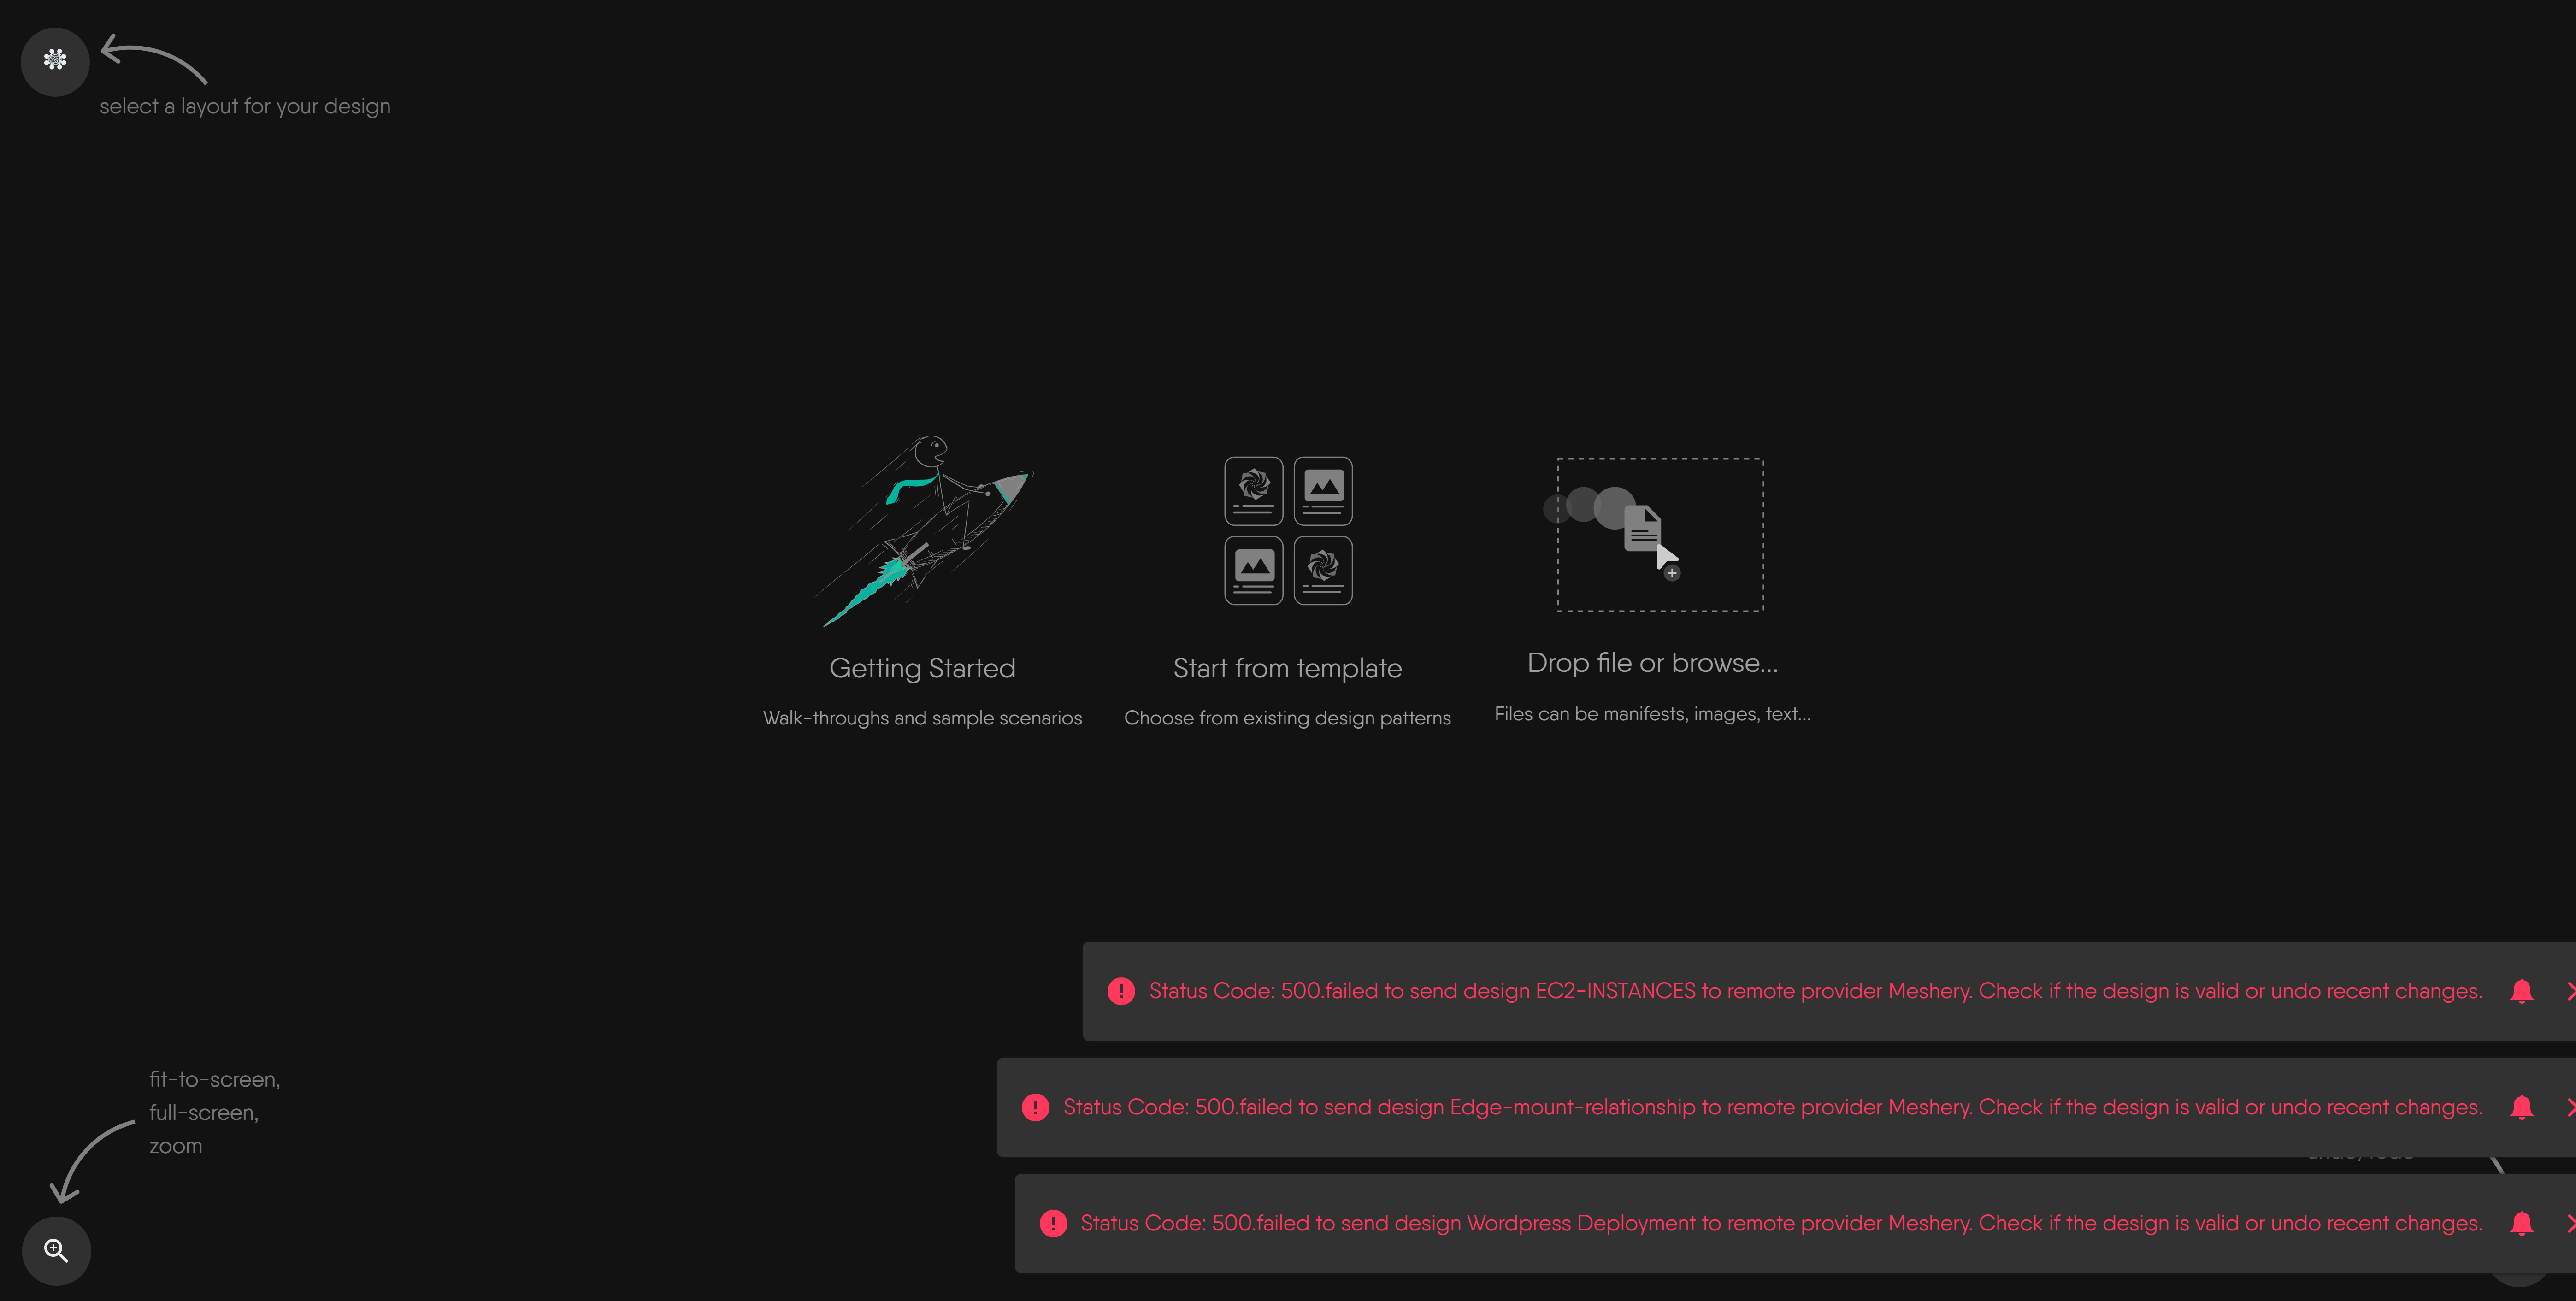 select a layout for your design
Getting Started
Walk-throughs and sample scenarios
Start from template
Choose from existing design patterns
Drop file or browse...
Files can be manifests, images, text...
Status Code: 500.failed to send design EC2-INSTANCES to remote provider Meshery. Check if the design is valid or undo recent changes.
fit-to-screen,
full-screen,
zoom
Status Code: 500.failed to send design Edge-mount-relationship to remote provider Meshery. Check if the design is valid or undo recent changes.
Status Code: 500.failed to send design Wordpress Deployment to remote provider Meshery. Check if the design is valid or undo recent changes.